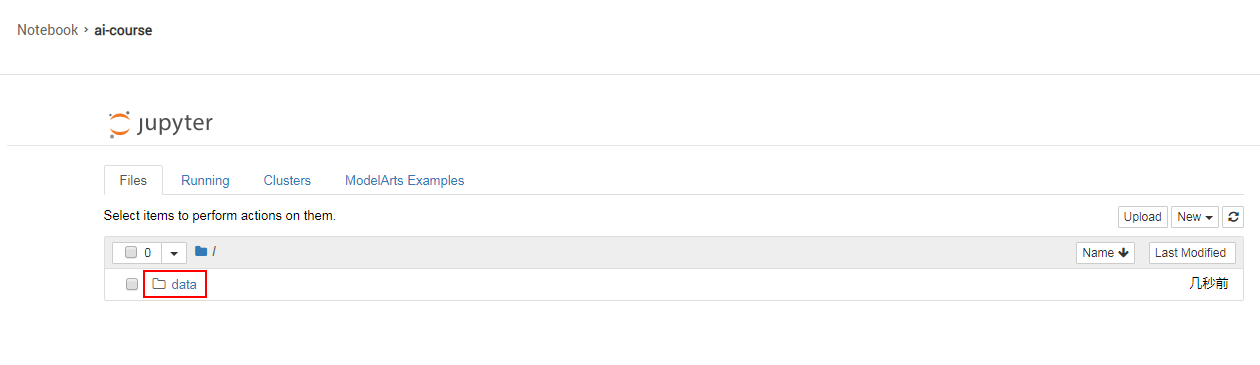 Notebook › ai-course
jupyter
Files Running Clusters ModelArts Examples
Select items to perform actions on them. Upload New
0 / Name Last Modified
data 几秒前